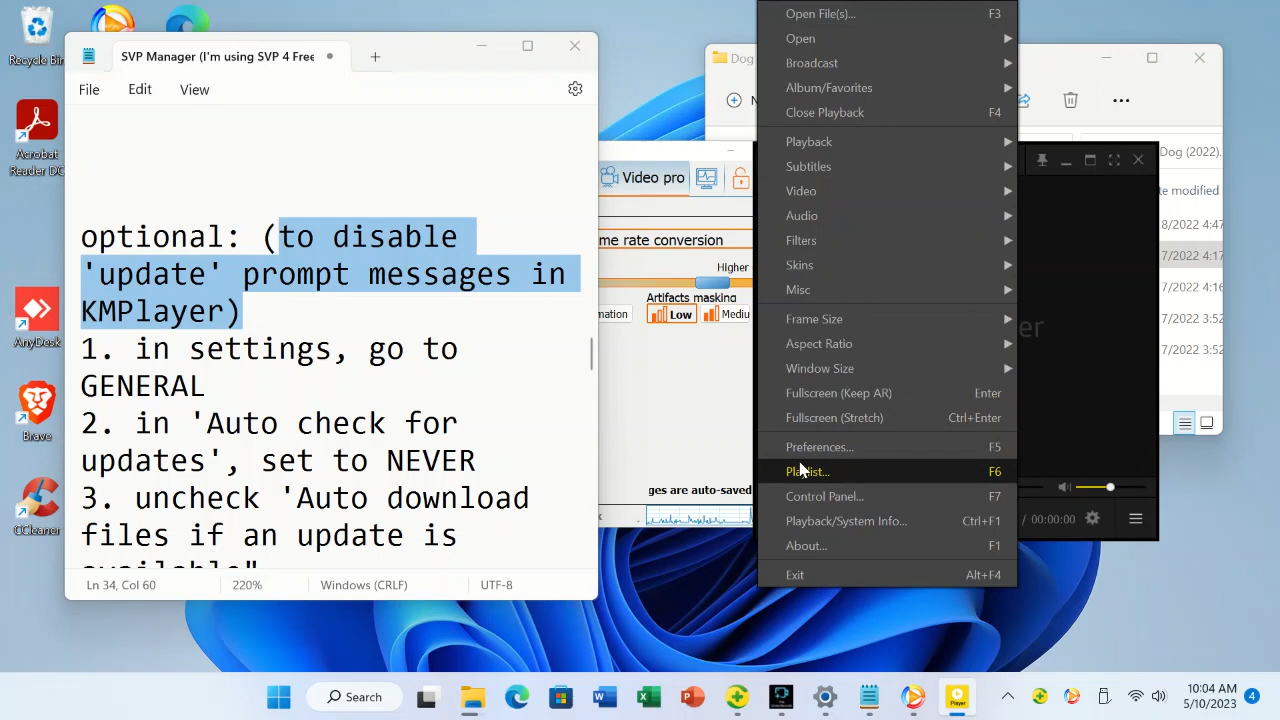 Recycle Bin
Acrobat
Reader DC
AnyDesk
Brave
CCleaner
SVP Manager (I'm using SVP 4 Free
File
Edit
View
optional: (to disable
'update' prompt messages in
KMPlayer)
1. in settings, go to
GENERAL
2. in 'Auto check for
updates', set to NEVER
3. uncheck 'Auto download
files if an update is
available"
Ln 34, Col 60
220%
Windows (CRLF)
UTF-8
Video pro
me rate conversion
Higher
Artifacts masking
mation
Low
Mediu
ges are auto-saved
Open File(s)... F3
Open
Broadcast
Album/Favorites
Close Playback F4
Playback
Subtitles
Video
Audio
Filters
Skins
Misc
Frame Size
Aspect Ratio
Window Size
Fullscreen (Keep AR) Enter
Fullscreen (Stretch) Ctrl+Enter
Preferences... F5
Playlist... F6
Control Panel... F7
Playback/System Info... Ctrl+F1
About... F1
Exit Alt+F4
Dog
N
Dog (2022).
te modified
8/2022 4:47
7/2022 4:17
7/2022 4:16
7/2022 3:52
er
/ 00:00:00
Search
Player
10:04 AM
5/10/2023
4